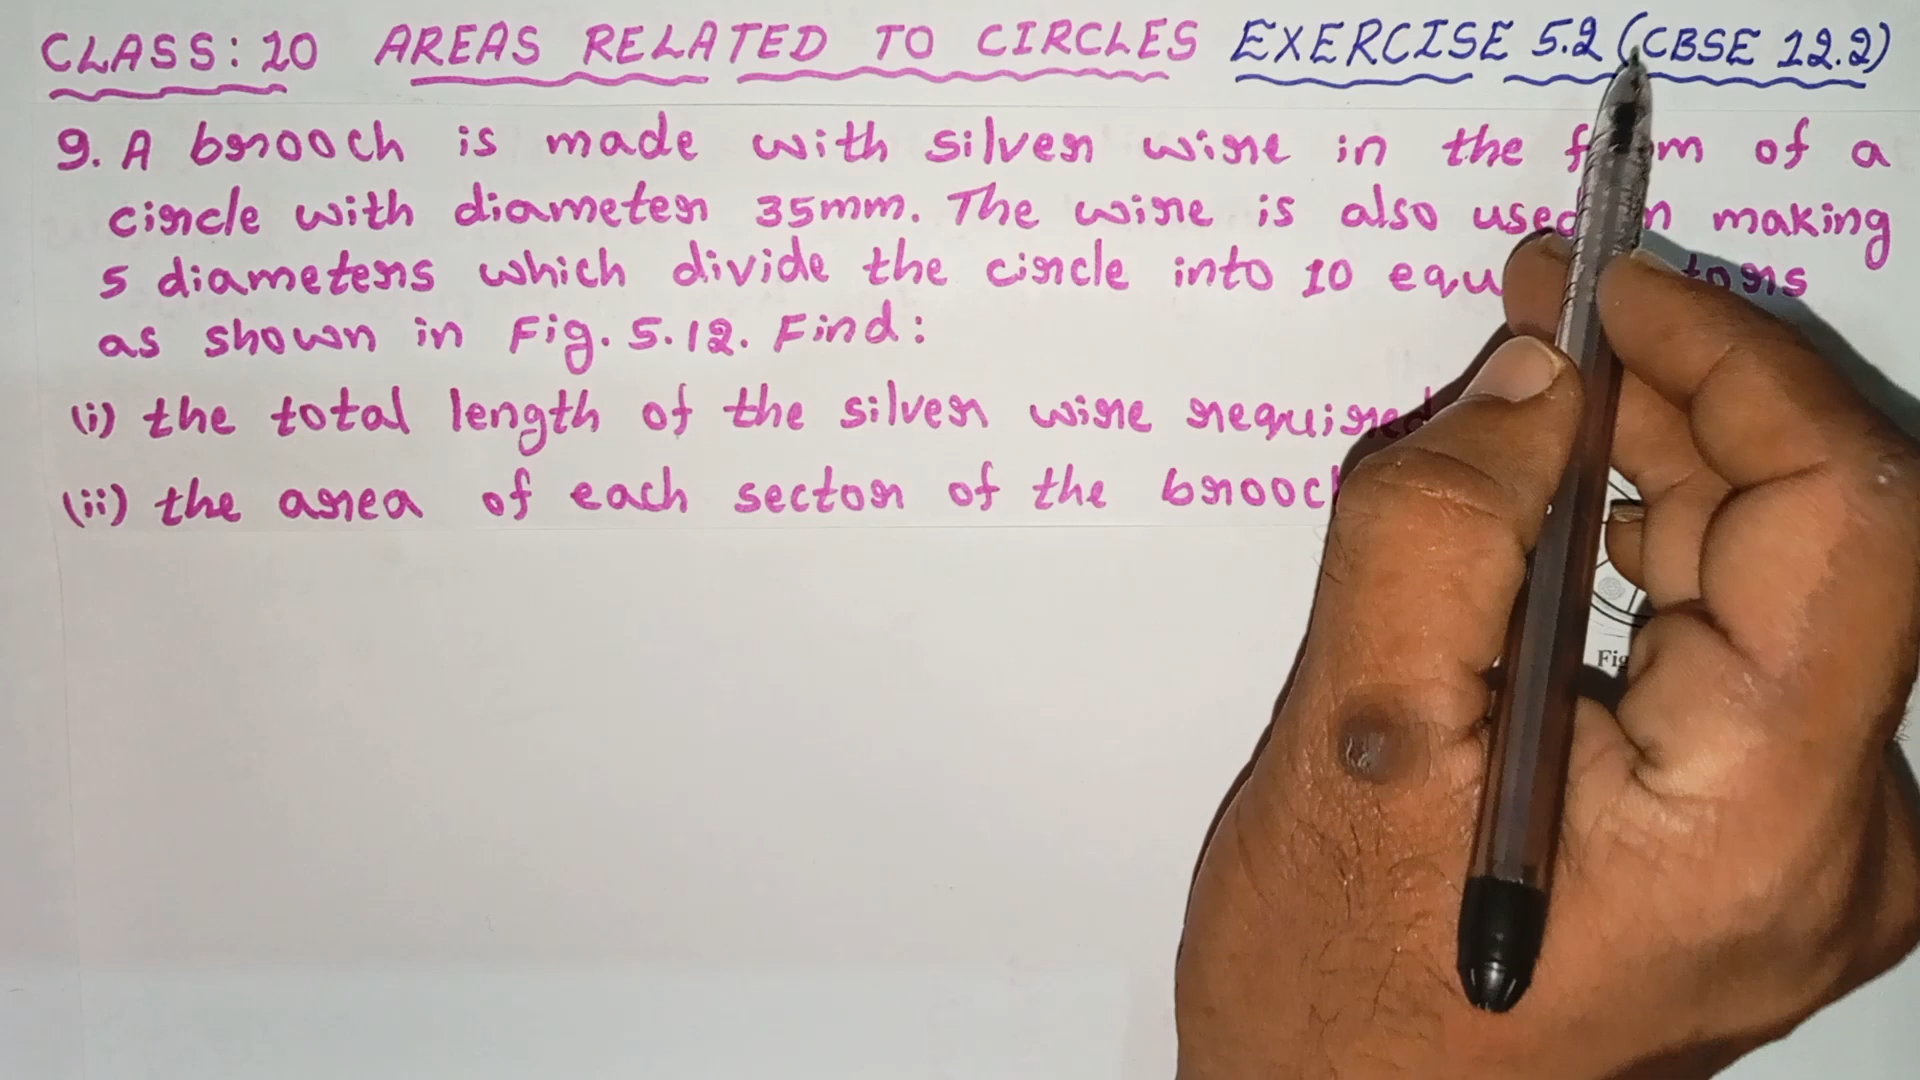 CLASS: 10 AREAS RELATED TO CIRCLES EXERCISE 5.2 (CBSE 12.2)
9. A brooch is made with silver wire in the of a
circle with diameter 35mm. The wire is also making
5 diameters which divide the circle into 10
as shown in Fig. 5.12. Find:
(i) the total length of the silver wire required
(ii) the area of each sector of the
Fig